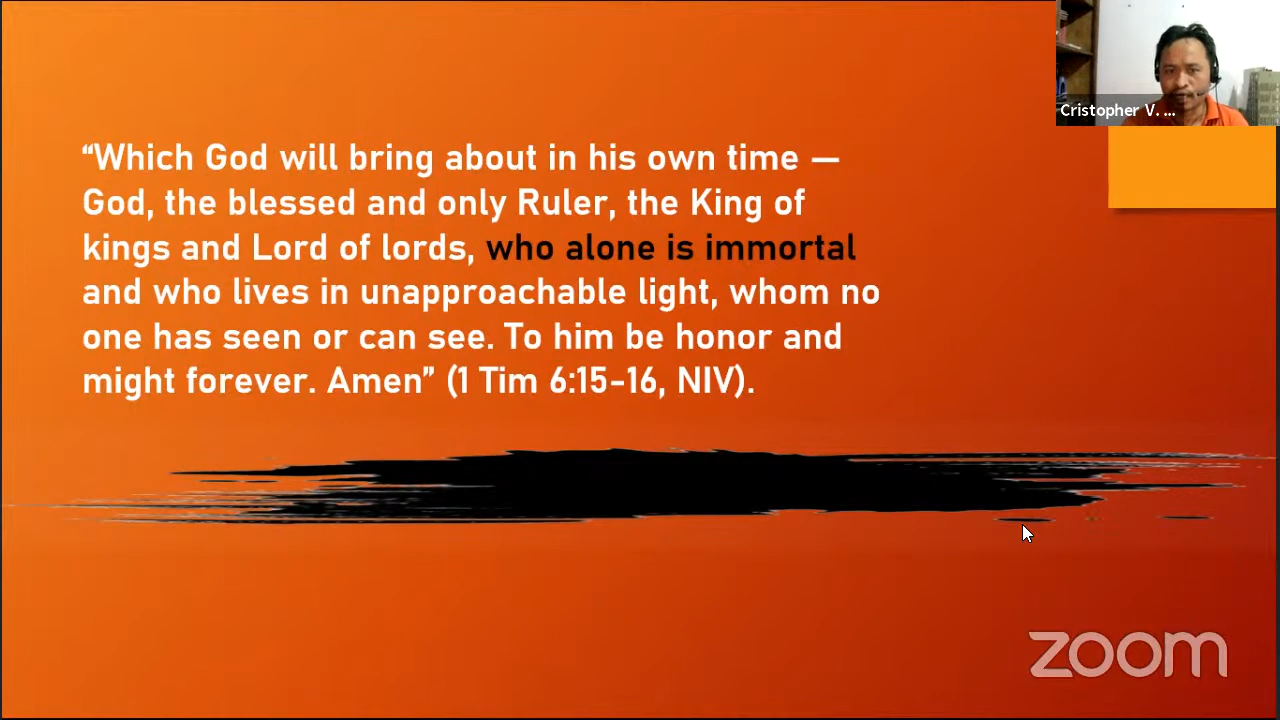 Cristopher V. ...
“Which God will bring about in his own time —
God, the blessed and only Ruler, the King of
kings and Lord of lords, who alone is immortal
and who lives in unapproachable light, whom no
one has seen or can see. To him be honor and
might forever. Amen” (1 Tim 6:15-16, NIV).
zoom